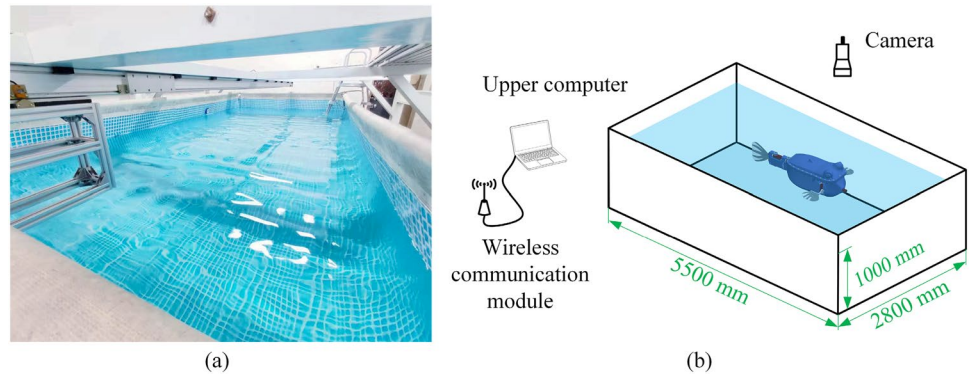 Camera
Upper computer
Wireless
communication
module
5500 mm
1000 mm
2800 mm
(a)
(b)